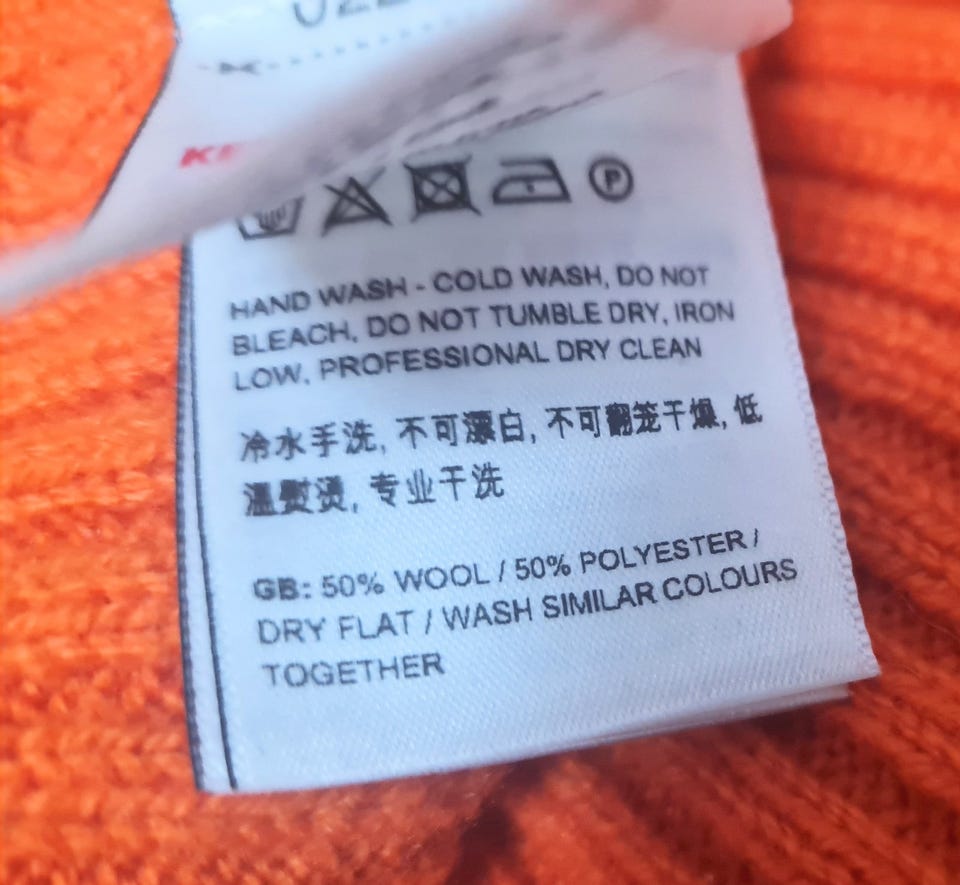 P
HAND WASH - COLD WASH, DO NOT
BLEACH, DO NOT TUMBLE DRY, IRON
LOW, PROFESSIONAL DRY CLEAN
冷水手洗, 不可漂白, 不可翻笼干燥, 低
温熨烫, 专业干洗
GB: 50% WOOL / 50% POLYESTER /
DRY FLAT / WASH SIMILAR COLOURS
TOGETHER